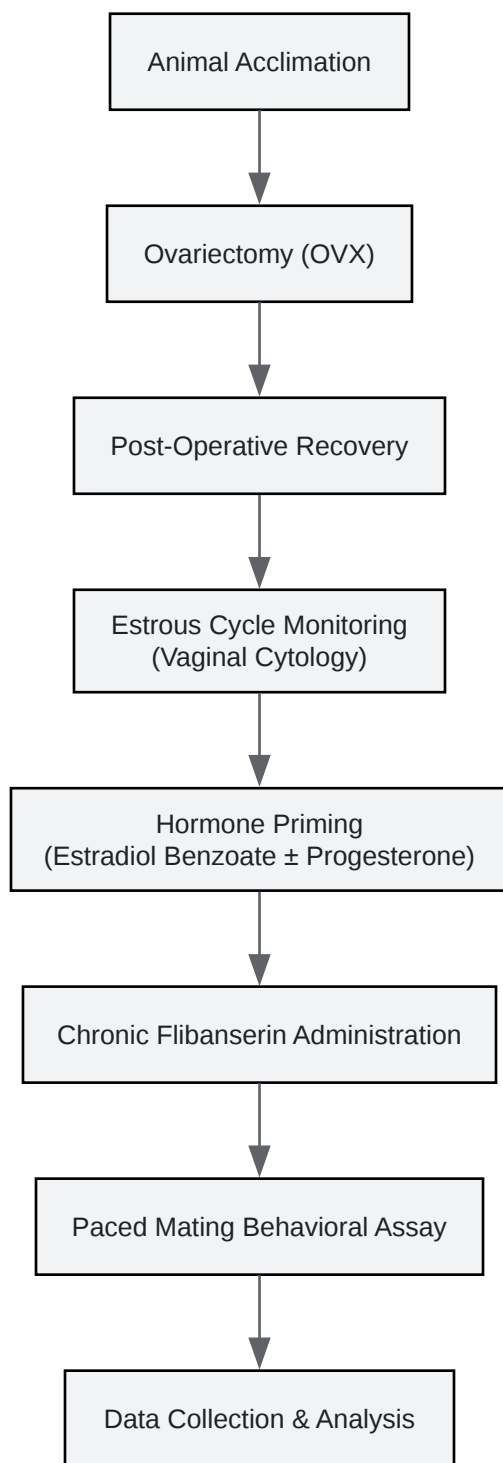 Animal Acclimation
Ovariectomy (OVX)
Post-Operative Recovery
Estrous Cycle Monitoring
(Vaginal Cytology)
Hormone Priming
(Estradiol Benzoate ± Progesterone)
Chronic Flibanserin Administration
Paced Mating Behavioral Assay
Data Collection & Analysis